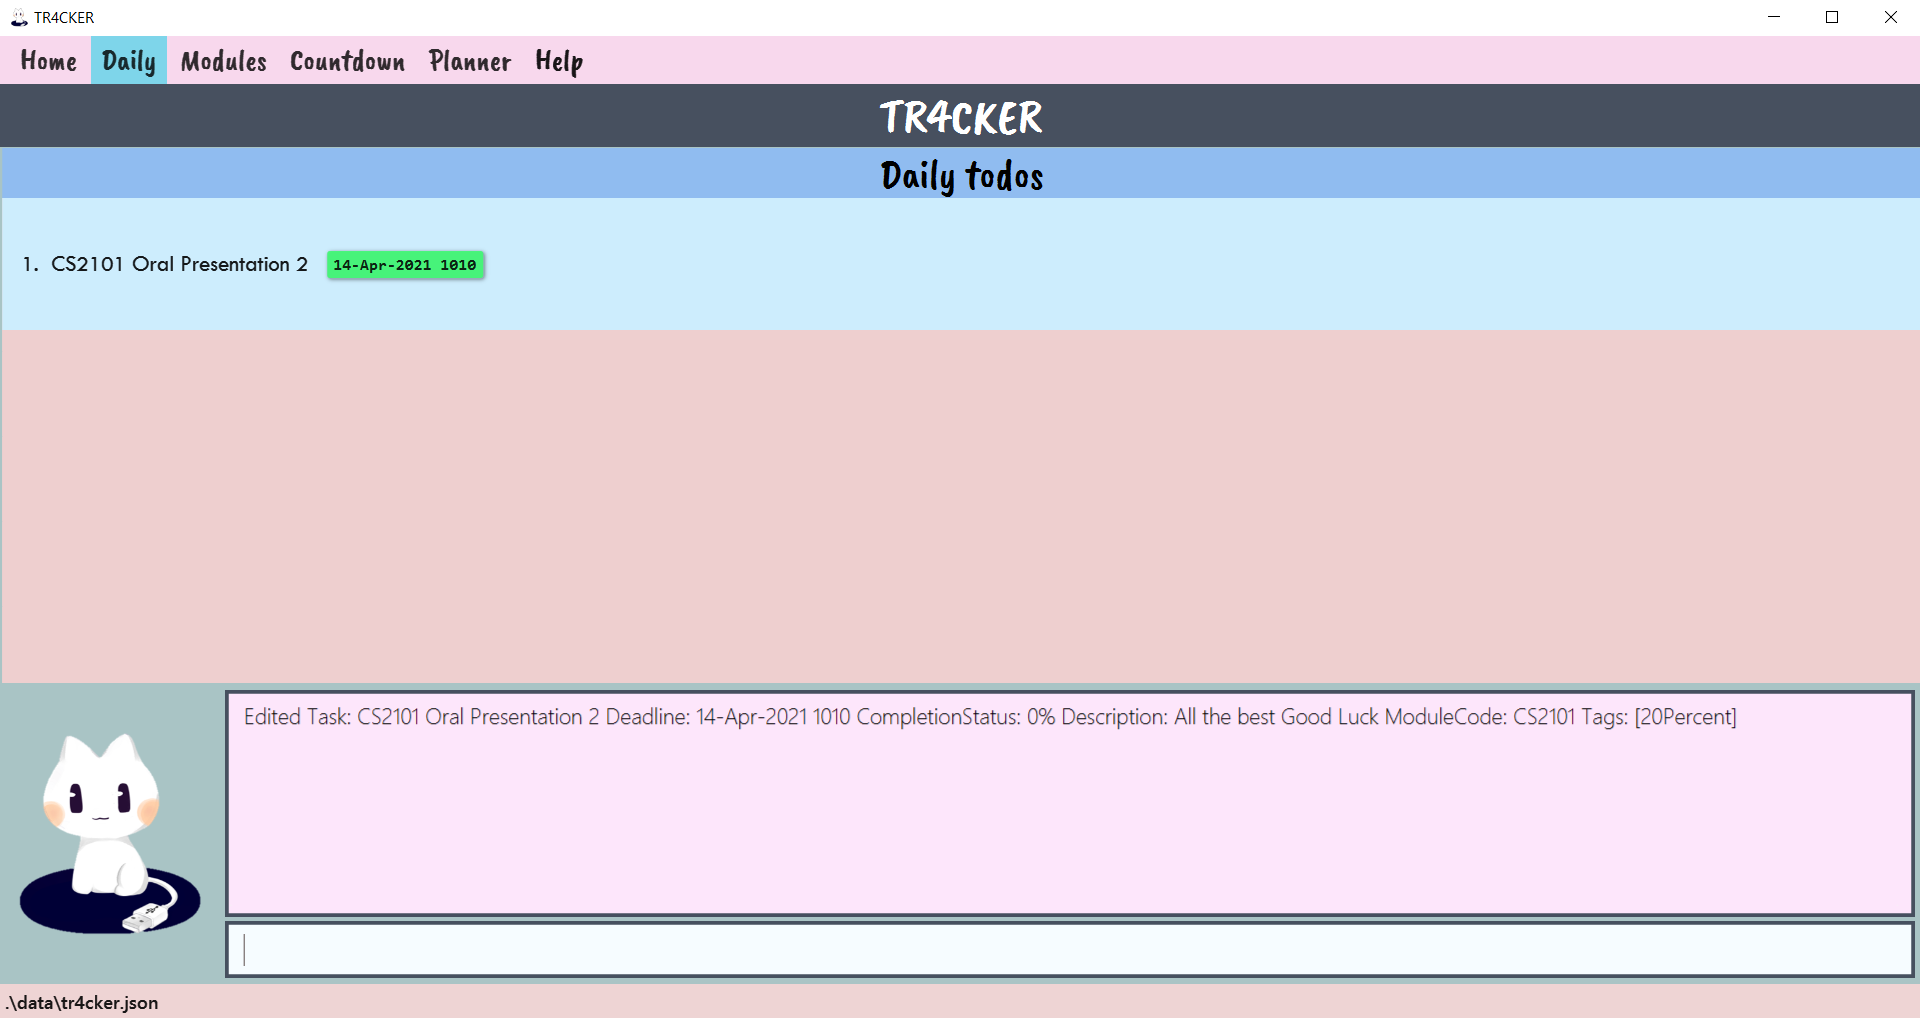 TR4CKER
Home Daily Modules Countdown Planner Help
TR4CKER
Daily todos
1. CS2101 Oral Presentation 2 14-Apr-2021 1010
Edited Task: CS2101 Oral Presentation 2 Deadline: 14-Apr-2021 1010 CompletionStatus: 0% Description: All the best Good Luck ModuleCode: CS2101 Tags: [20Percent]
.\data\tr4cker.json